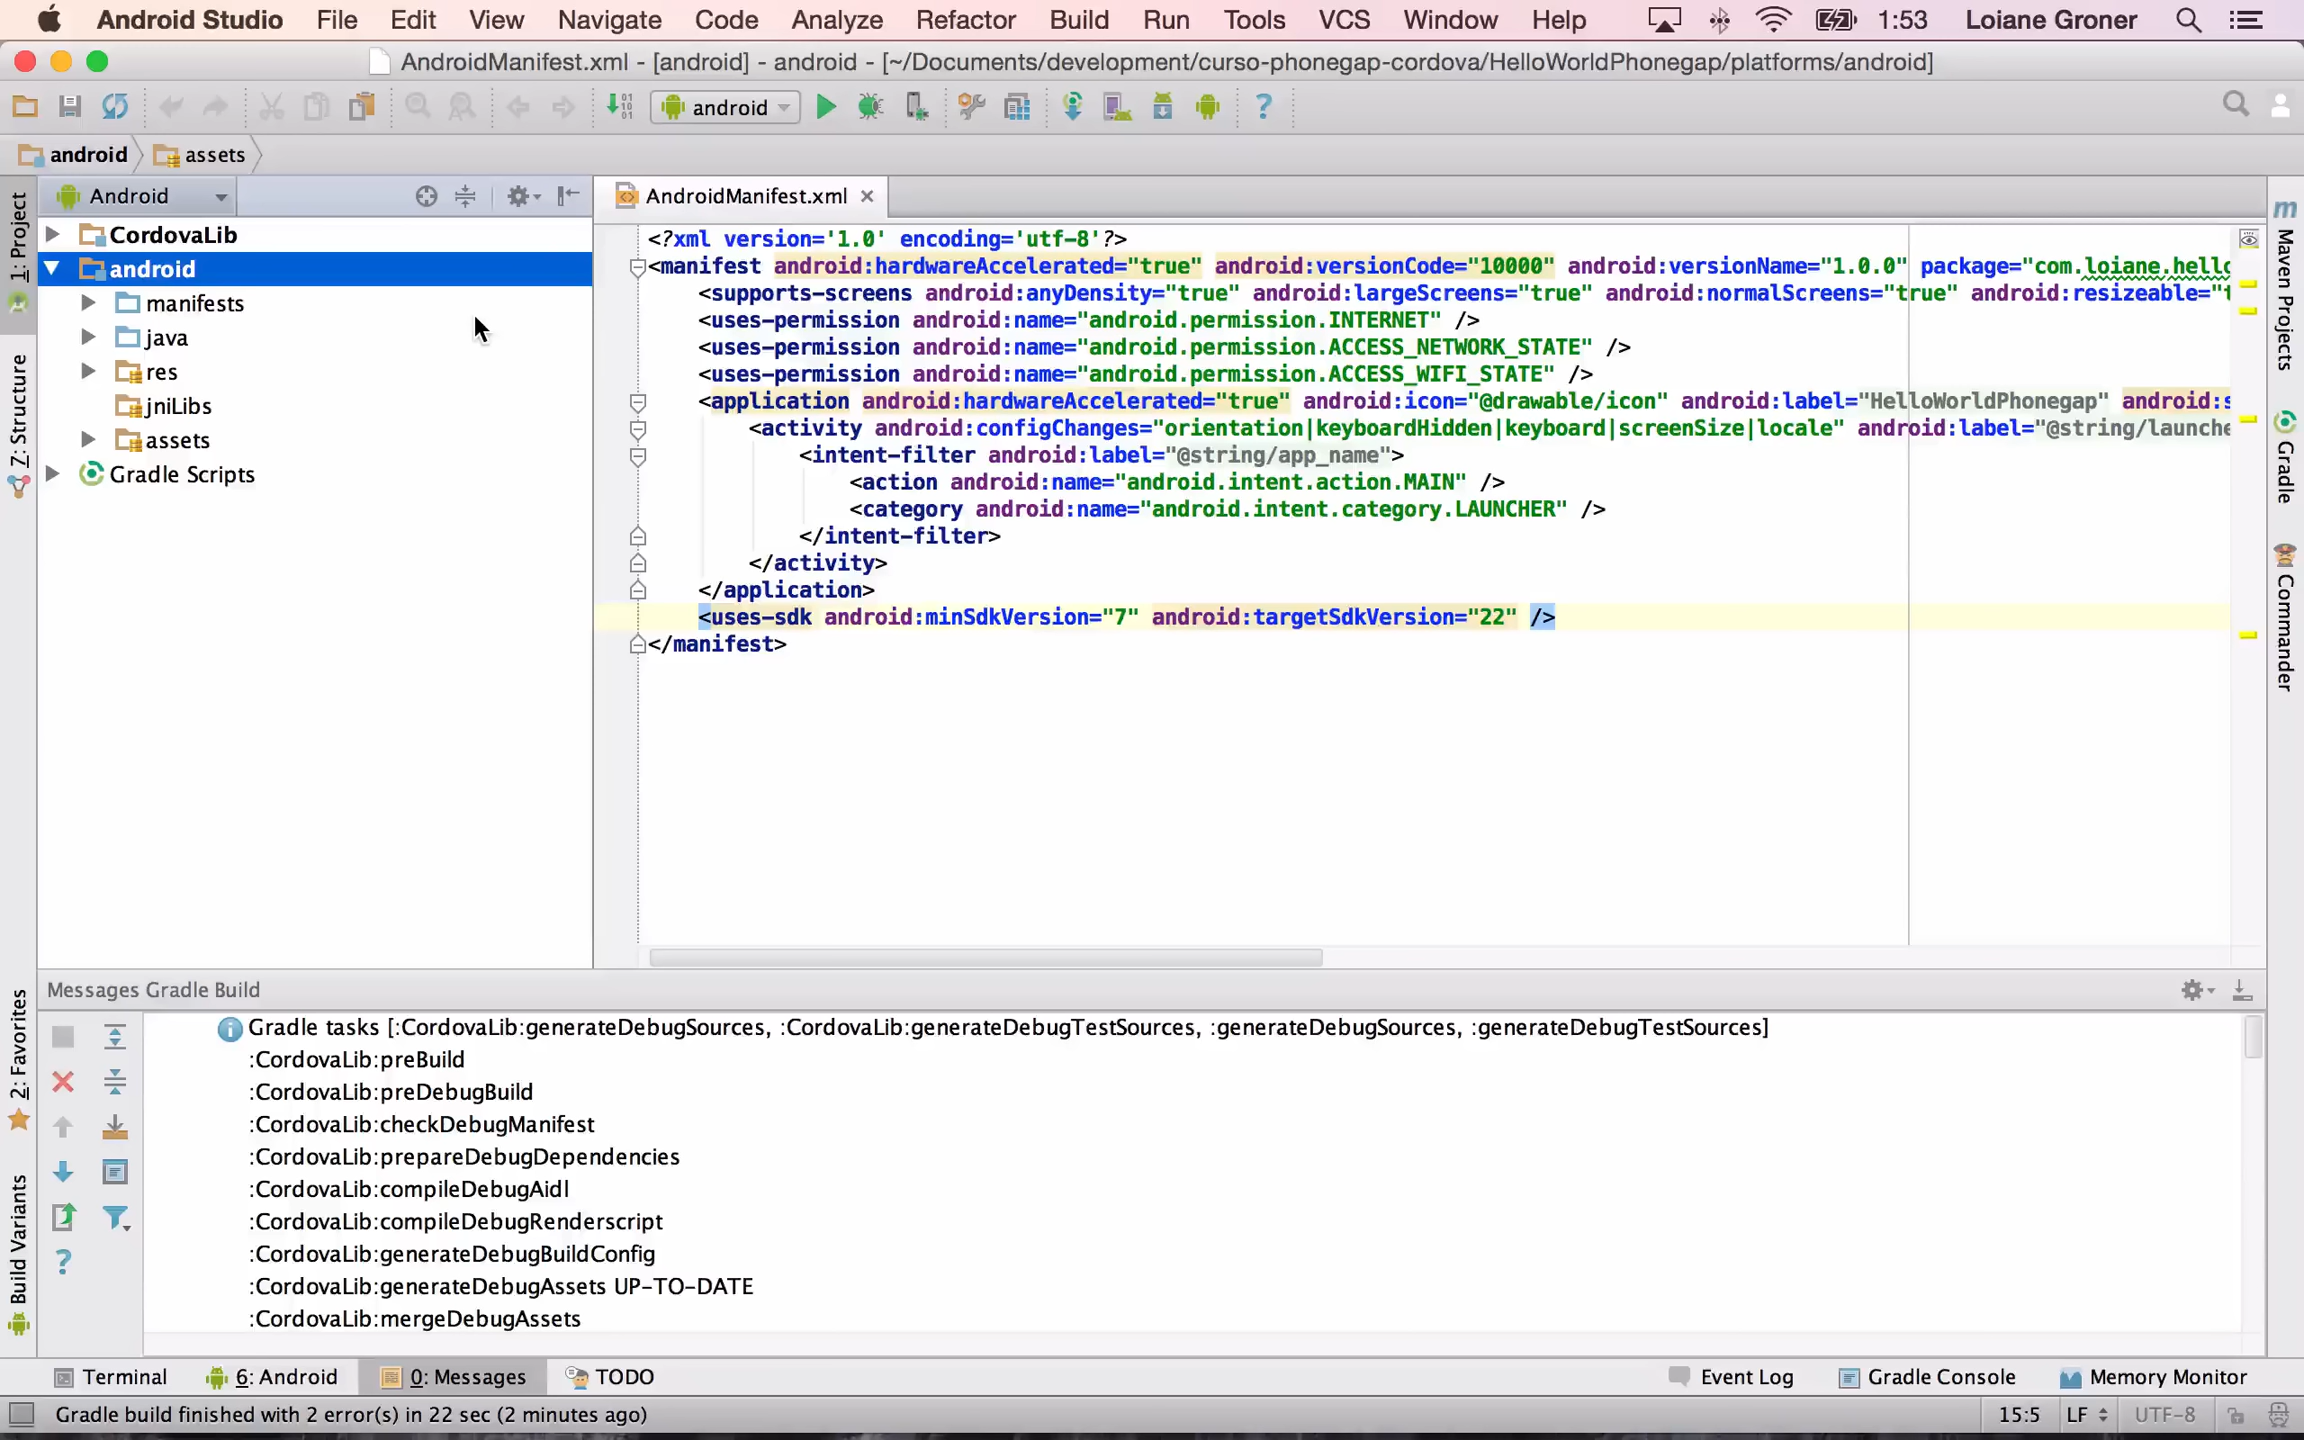 Android Studio File Edit View Navigate Code Analyze Refactor Build Run Tools VCS Window Help 1:53 Loiane Groner
AndroidManifest.xml - [android] - android - [~/Documents/development/curso-phonegap-cordova/HelloWorldPhonegap/platforms/android]
android
android assets
Android
AndroidManifest.xml
1: Project
Z: Structure
2: Favorites
Build Variants
CordovaLib
android
manifests
java
res
jniLibs
assets
Gradle Scripts
<?xml version='1.0' encoding='utf-8'?>
<manifest android:hardwareAccelerated="true" android:versionCode="10000" android:versionName="1.0.0" package="com.loiane.hello
<supports-screens android:anyDensity="true" android:largeScreens="true" android:normalScreens="true" android:resizeable="t
<uses-permission android:name="android.permission.INTERNET" />
<uses-permission android:name="android.permission.ACCESS_NETWORK_STATE" />
<uses-permission android:name="android.permission.ACCESS_WIFI_STATE" />
<application android:hardwareAccelerated="true" android:icon="@drawable/icon" android:label="HelloWorldPhonegap" android:s
<activity android:configChanges="orientation|keyboardHidden|keyboard|screenSize|locale" android:label="@string/launche
<intent-filter android:label="@string/app_name">
<action android:name="android.intent.action.MAIN" />
<category android:name="android.intent.category.LAUNCHER" />
</intent-filter>
</activity>
</application>
<uses-sdk android:minSdkVersion="7" android:targetSdkVersion="22" />
</manifest>
Maven Projects
Gradle
Commander
Messages Gradle Build
Gradle tasks [:CordovaLib:generateDebugSources, :CordovaLib:generateDebugTestSources, :generateDebugSources, :generateDebugTestSources]
:CordovaLib:preBuild
:CordovaLib:preDebugBuild
:CordovaLib:checkDebugManifest
:CordovaLib:prepareDebugDependencies
:CordovaLib:compileDebugAidl
:CordovaLib:compileDebugRenderscript
:CordovaLib:generateDebugBuildConfig
:CordovaLib:generateDebugAssets UP-TO-DATE
:CordovaLib:mergeDebugAssets
Terminal 6: Android 0: Messages TODO Event Log Gradle Console Memory Monitor
Gradle build finished with 2 error(s) in 22 sec (2 minutes ago) 15:5 LF UTF-8